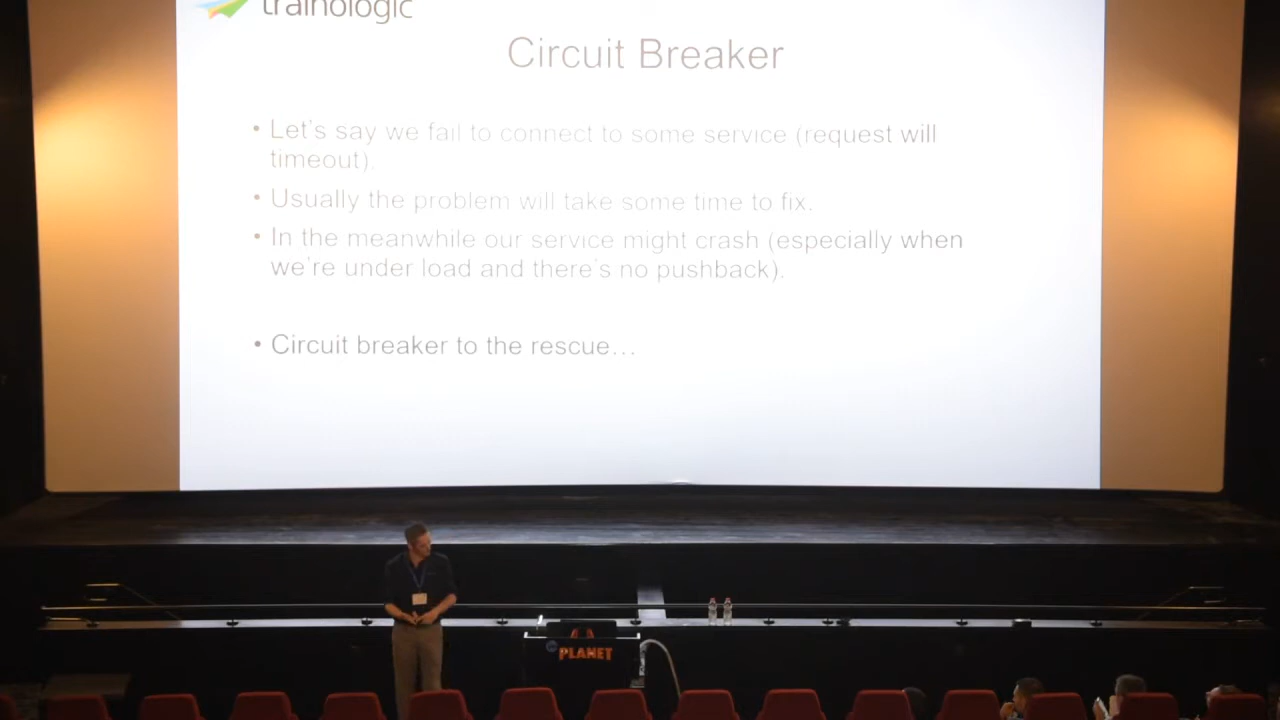 trainologic
Circuit Breaker
• Let's say we fail to connect to some service (request will
timeout).
• Usually the problem will take some time to fix.
• In the meanwhile our service might crash (especially when
we're under load and there's no pushback).
• Circuit breaker to the rescue...
PLANET